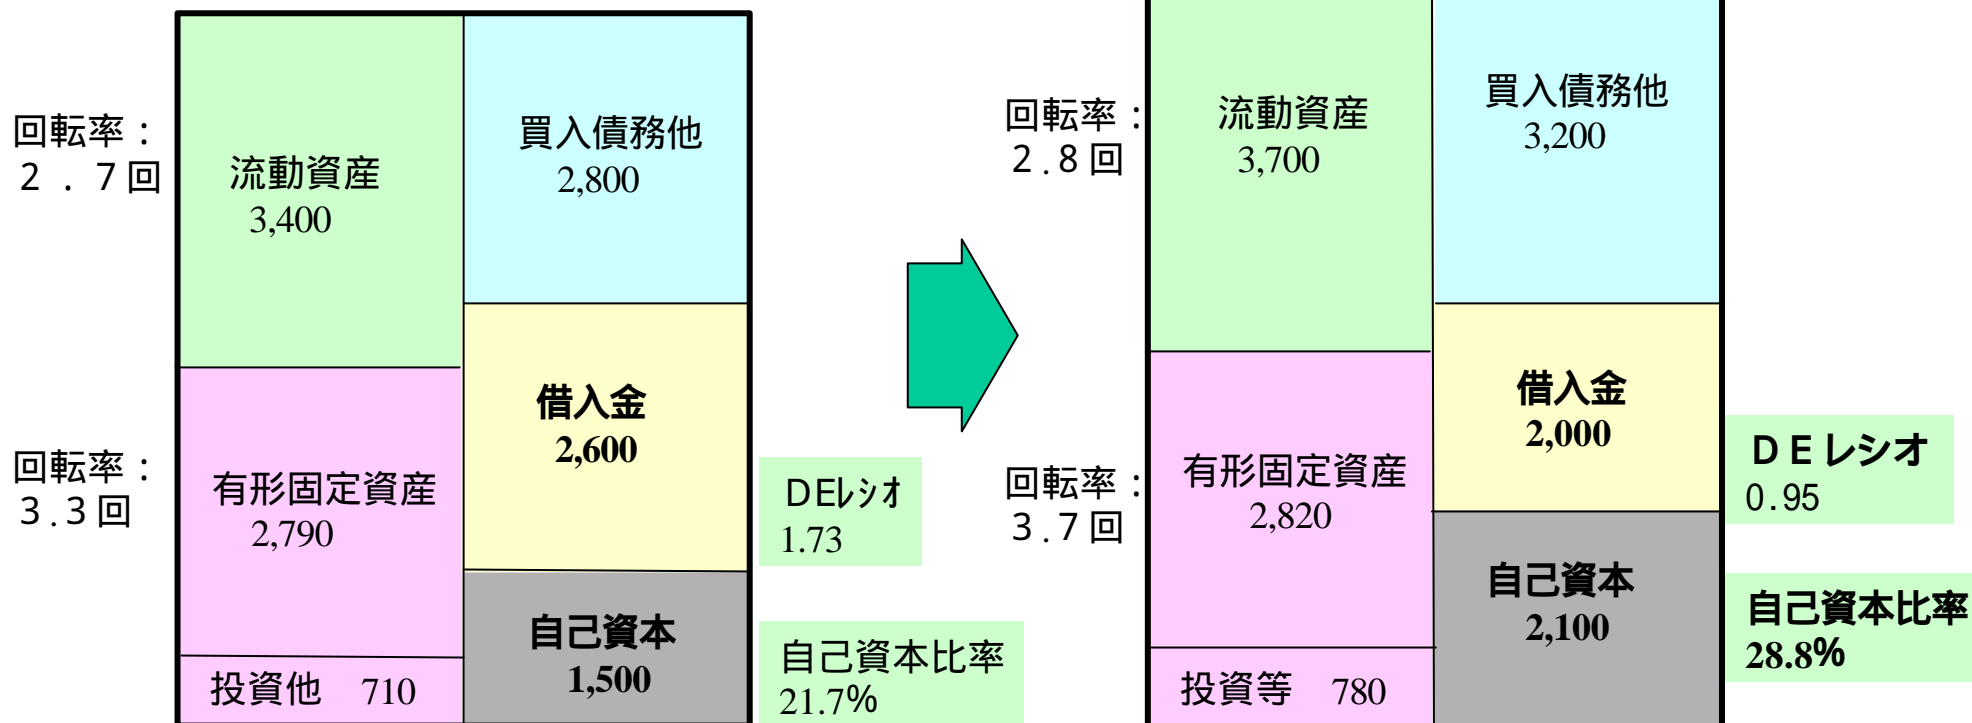 回転率：
２．７回
流動資産
3,400
買入債務他
2,800
回転率：
３.３回
有形固定資産
2,790
借入金
2,600
DEﾚｼｵ
1.73
投資他 710
自己資本
1,500
自己資本比率
21.7%
回転率：
２.８回
流動資産
3,700
買入債務他
3,200
回転率：
３.７回
有形固定資産
2,820
借入金
2,000
ＤＥレシオ
0.95
投資等 780
自己資本
2,100
自己資本比率
28.8%